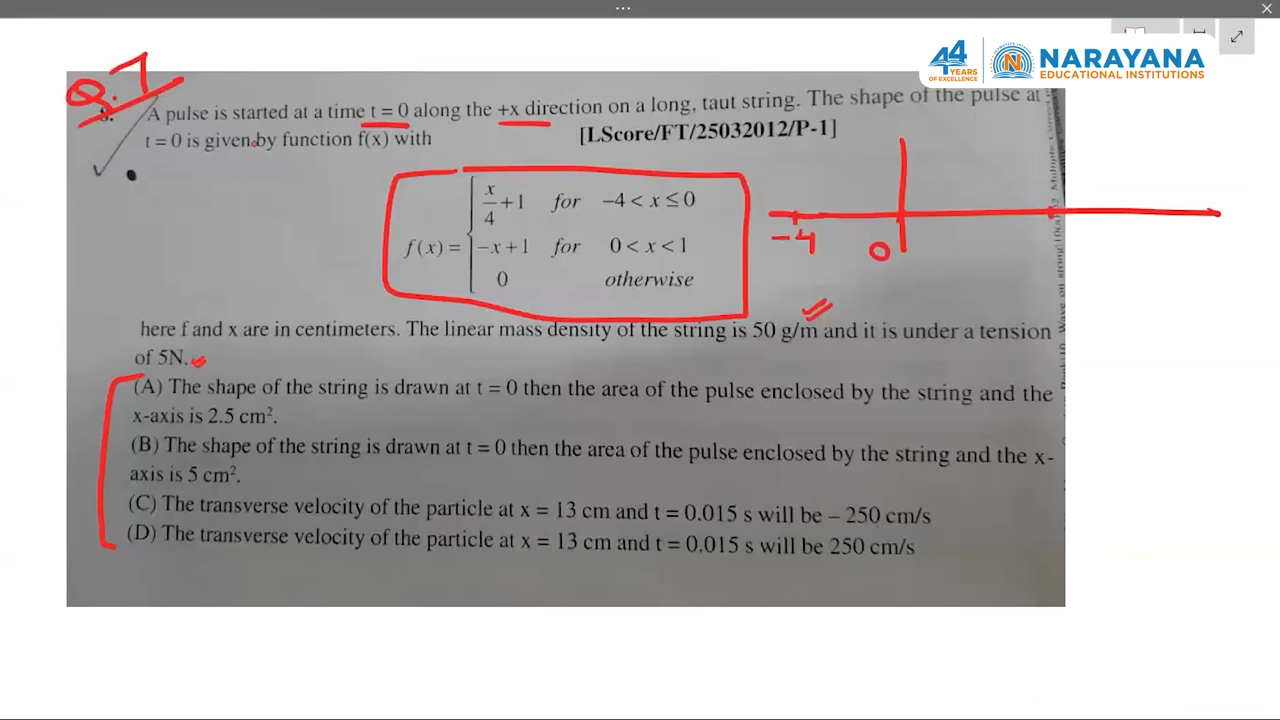 ...
44 YEARS OF EXCELLENCE
NARAYANA
EDUCATIONAL INSTITUTIONS
Q.7
8. A pulse is started at a time t = 0 along the +x direction on a long, taut string. The shape of the pulse at
t = 0 is given by function f(x) with [LScore/FT/25032012/P-1]
f(x) = { x/4 +1 for -4 < x ≤ 0
-x+1 for 0 < x < 1
0 otherwise
-4 0
here f and x are in centimeters. The linear mass density of the string is 50 g/m and it is under a tension
of 5N.
(A) The shape of the string is drawn at t = 0 then the area of the pulse enclosed by the string and the
x-axis is 2.5 cm².
(B) The shape of the string is drawn at t = 0 then the area of the pulse enclosed by the string and the x-
axis is 5 cm².
(C) The transverse velocity of the particle at x = 13 cm and t = 0.015 s will be – 250 cm/s
(D) The transverse velocity of the particle at x = 13 cm and t = 0.015 s will be 250 cm/s